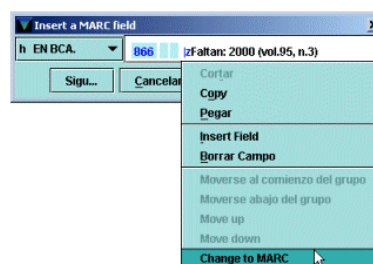 Insert a MARC field
h EN BCA. 866 |zFaltan: 2000 (vol.95, n.3)
Sigu... Cancelar
Cortar
Copy
Pegar
Insert Field
Borrar Campo
Moverse al comienzo del grupo
Moverse abajo del grupo
Move up
Move down
Change to MARC